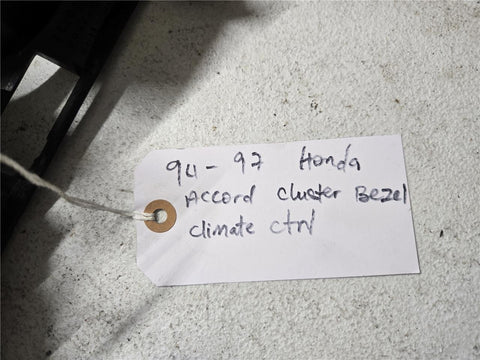 94 - 97 Honda
Accord cluster Bezel
climate ctrl